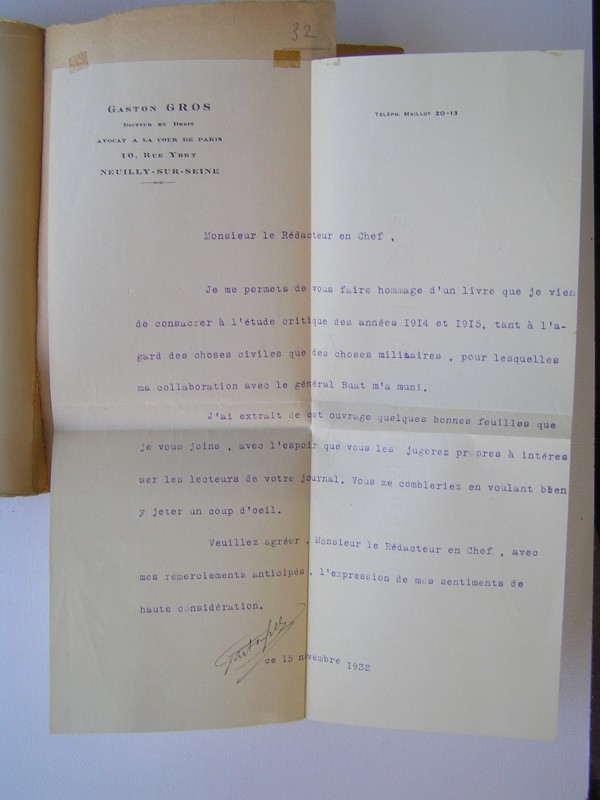 32
GASTON GROS
DOCTEUR EN DROIT
AVOCAT A LA COUR DE PARIS
10, RUE YBRY
NEUILLY-SUR-SEINE
TÉLÉPH. MAILLOT 20-13
Monsieur le Rédacteur en Chef ,
Je me permets de vous faire hommage d'un livre que je vien
de consacrer à l'étude critique des années I9I4 et I9I5, tant à l'a-
gard des choses civiles que des choses militaires , pour lesquelles
ma collaboration avec le général Buat m'a muni.
J'ai extrait de cet ouvrage quelques bonnes feuilles que
je vous joins , avec l'espoir que vous les jugerez propres à intéres
ser les lecteurs de votre journal. Vous me combleriez en voulant bien
y jeter un coup d'oeil.
Veuillez agréer , Monsieur le Rédacteur en Chef , avec
mes remerciements anticipés , l'expression de mes sentiments de
haute considération.
Gaston Gros
ce 15 novembre 1932